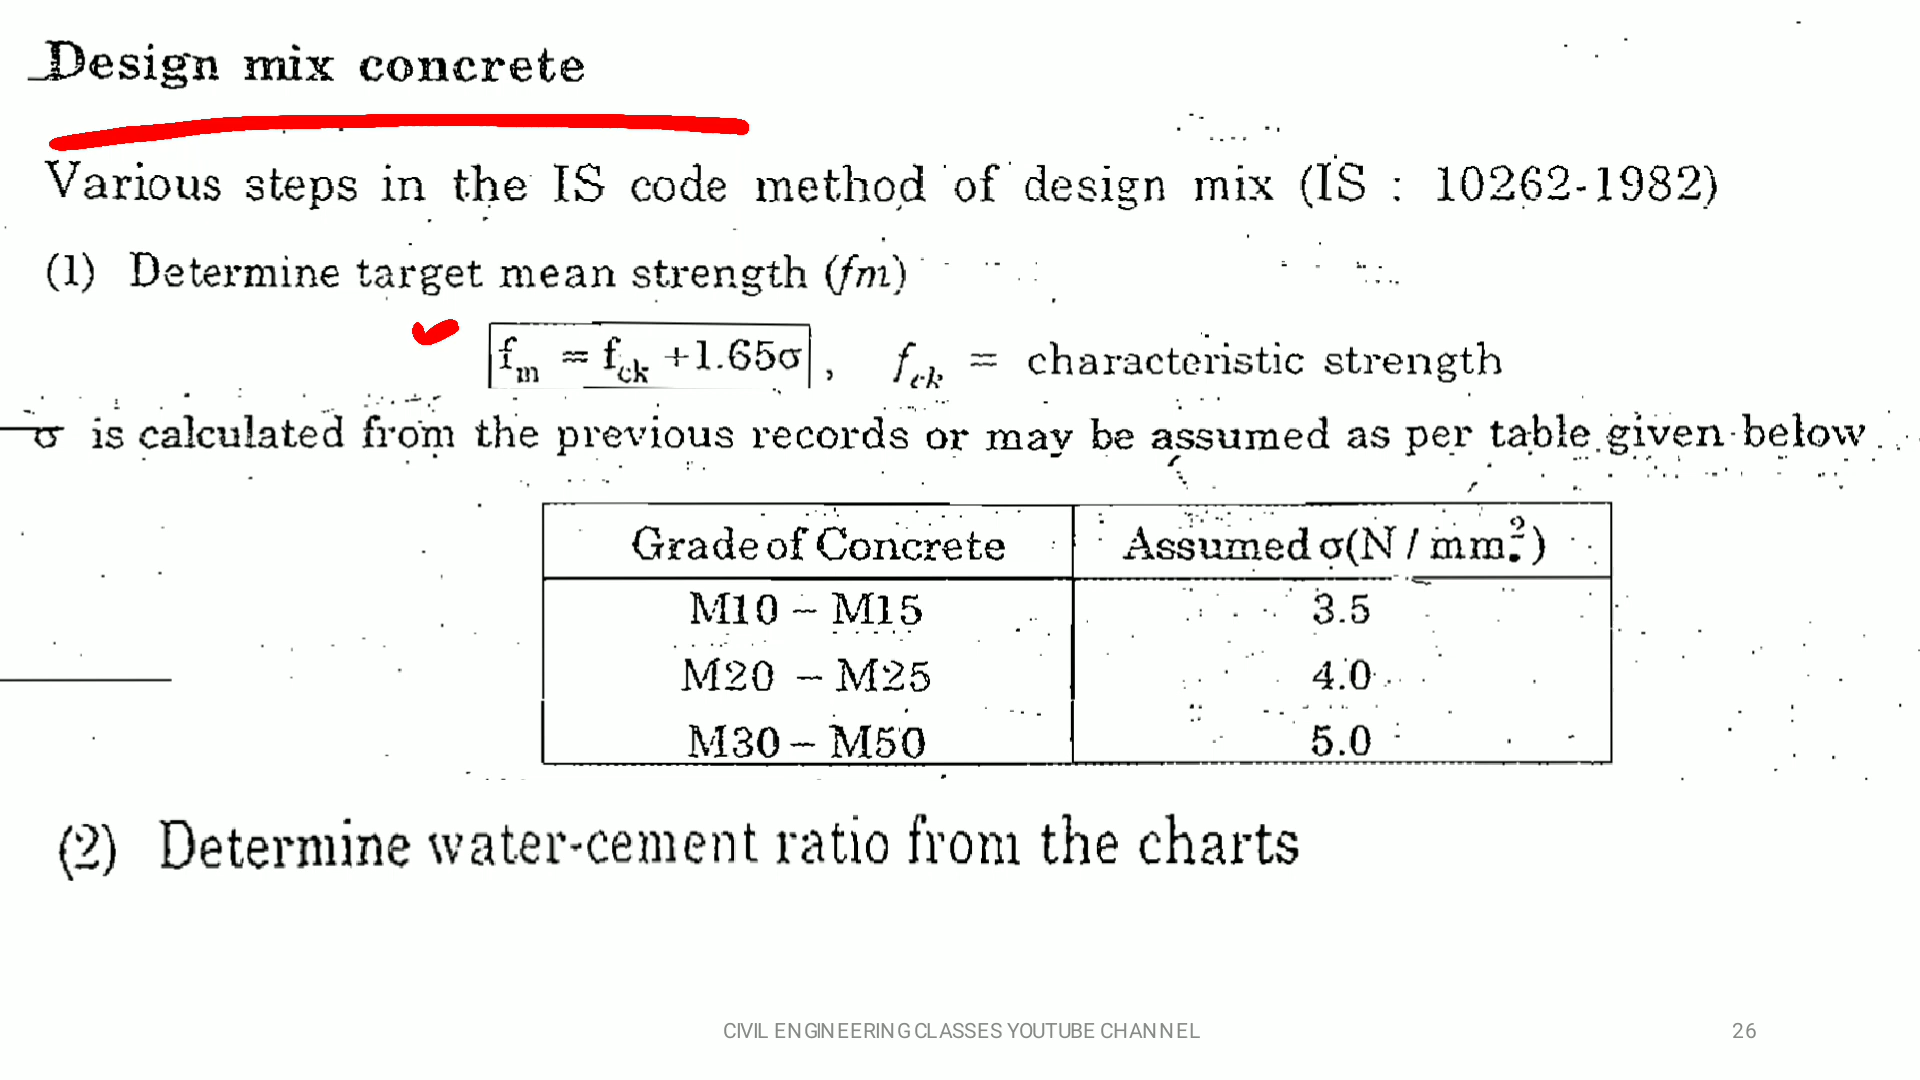 Design mix concrete
Various steps in the IS code method of design mix (IS : 10262-1982)
(1) Determine target mean strength (fm)
fm = fck +1.65σ , fck = characteristic strength
σ is calculated from the previous records or may be assumed as per table given below
Grade of Concrete Assumed σ(N / mm²)
M10 – M15 3.5
M20 – M25 4.0
M30 – M50 5.0
(2) Determine water-cement ratio from the charts
CIVIL ENGINEERING CLASSES YOUTUBE CHANNEL 26